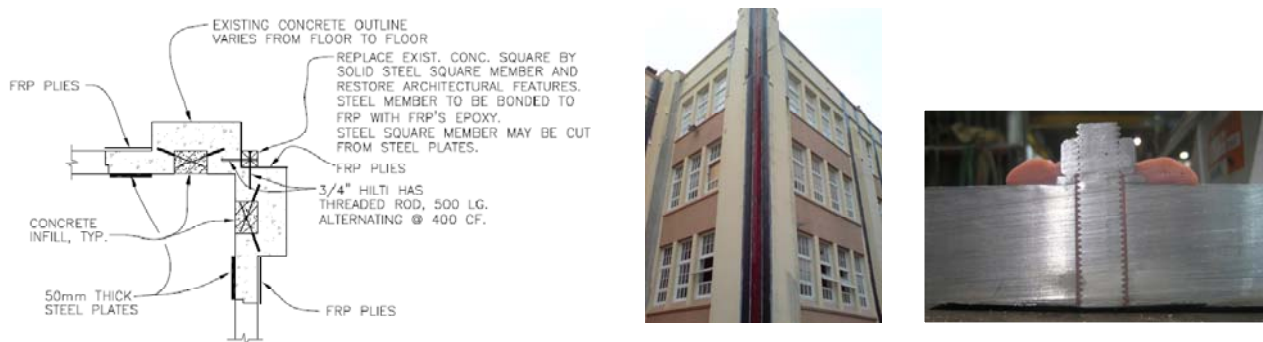 EXISTING CONCRETE OUTLINE
VARIES FROM FLOOR TO FLOOR
REPLACE EXIST. CONC. SQUARE BY
SOLID STEEL SQUARE MEMBER AND
RESTORE ARCHITECTURAL FEATURES.
STEEL MEMBER TO BE BONDED TO
FRP WITH FRP'S EPOXY.
STEEL SQUARE MEMBER MAY BE CUT
FROM STEEL PLATES.
FRP PLIES
FRP PLIES
3/4" HILTI HAS
THREADED ROD, 500 LG.
ALTERNATING @ 400 CF.
CONCRETE
INFILL, TYP.
50mm THICK
STEEL PLATES
FRP PLIES